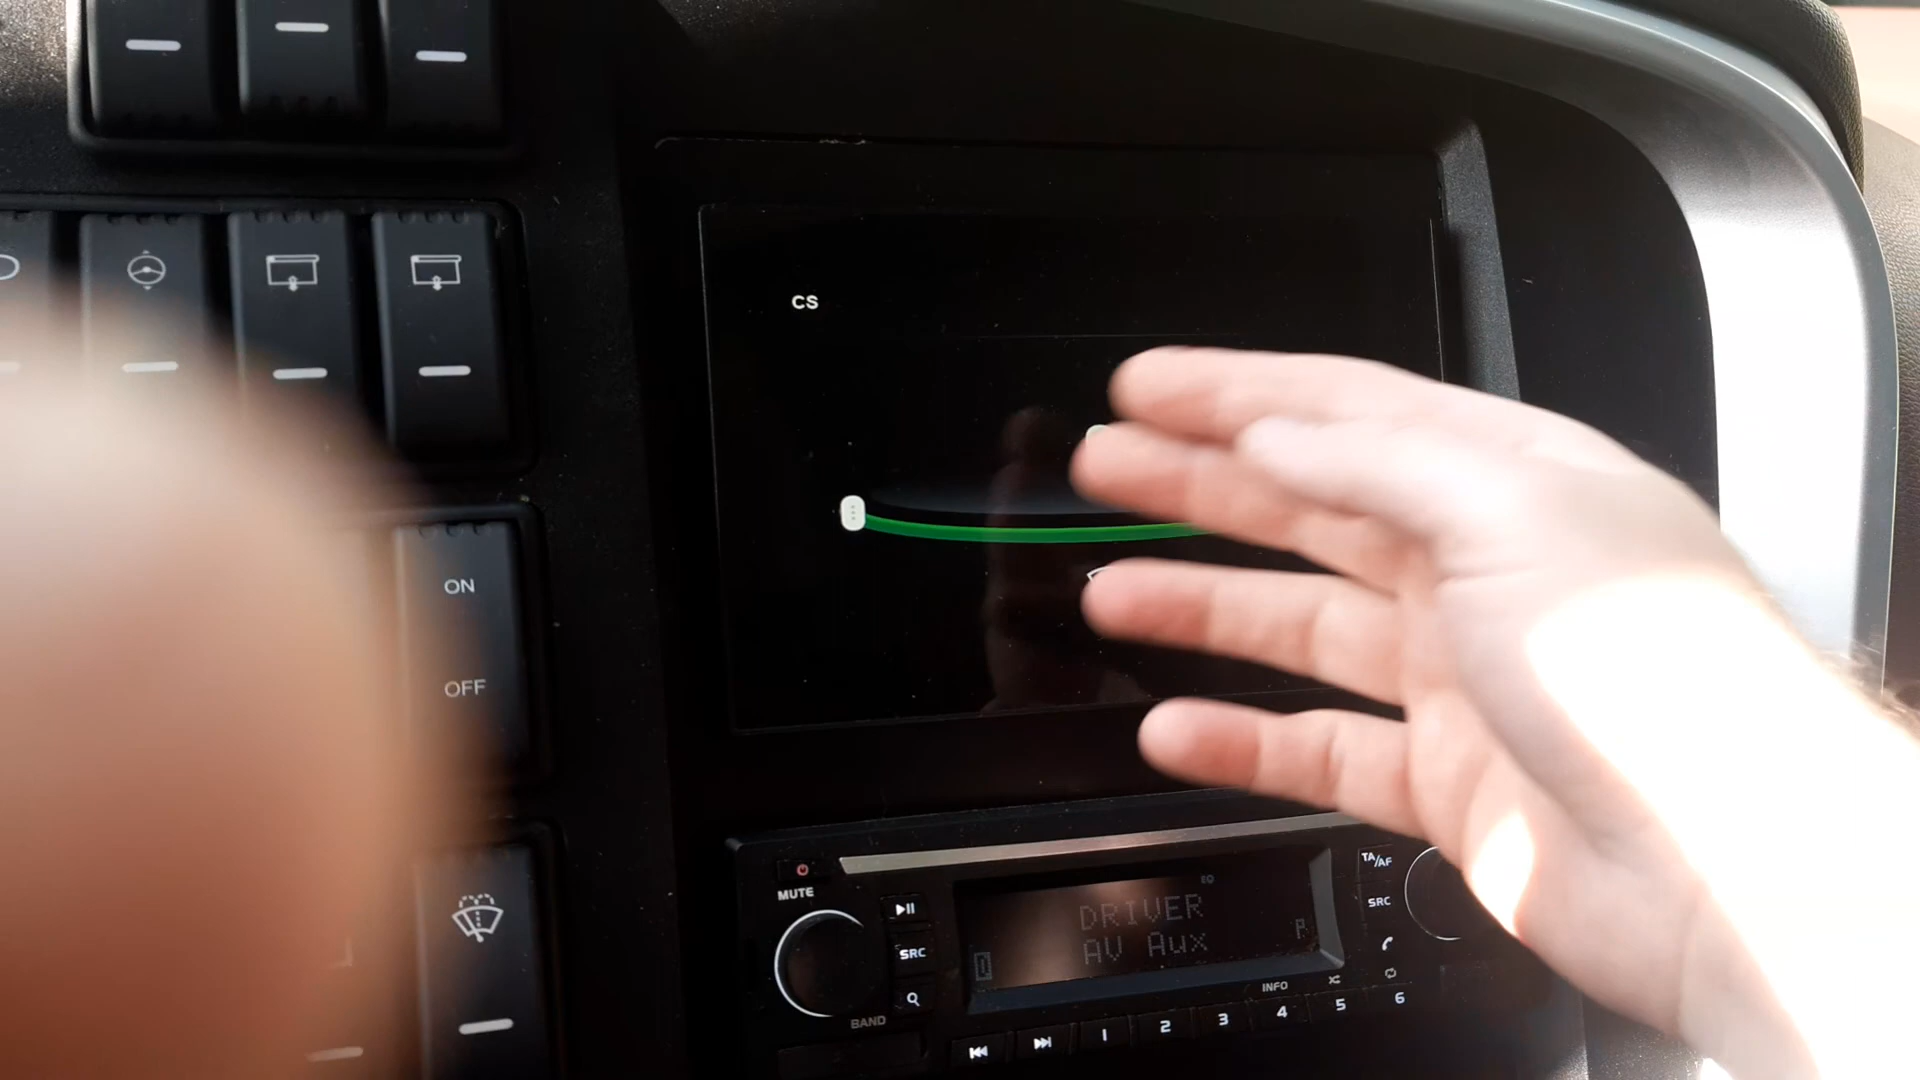 CS
ON
OFF
MUTE
SRC
BAND
EQ
DRIVER
AV Aux
P
TA/AF
SRC
INFO
1
2
3
4
5
6